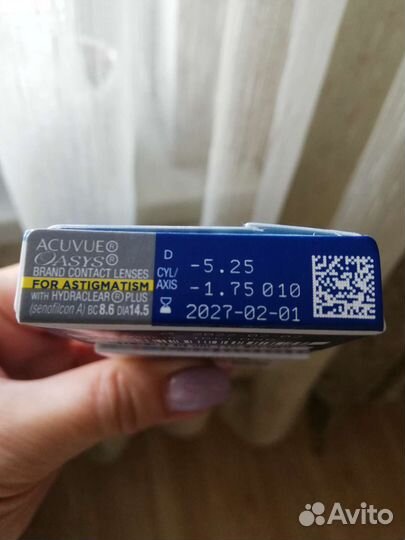 ACUVUE®
OASYS®
BRAND CONTACT LENSES
FOR ASTIGMATISM
WITH HYDRACLEAR® PLUS
(senofilcon A) BC 8.6 DIA 14.5
D -5.25
CYL/AXIS -1.75 010
2027-02-01
Avito